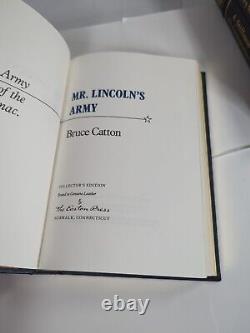 Army
of the
mac.
MR. LINCOLN'S
ARMY
Bruce Catton
COLLECTOR'S EDITION
Bound in Genuine Leather
The Easton Press
NORWALK, CONNECTICUT